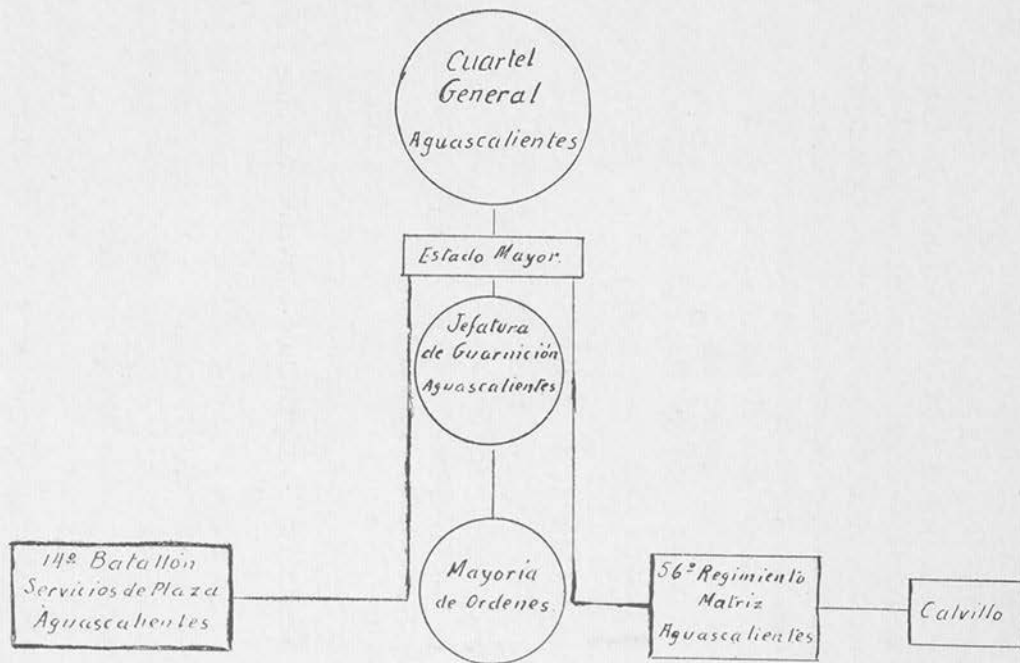 Cuartel
General
Aguascalientes
Estado Mayor.
Jefatura
de Guarnición
Aguascalientes
14º Batallón
Servicios de Plaza
Aguascalientes
Mayoría
de Ordenes
56º Regimiento
Matriz
Aguascalientes
Calvillo